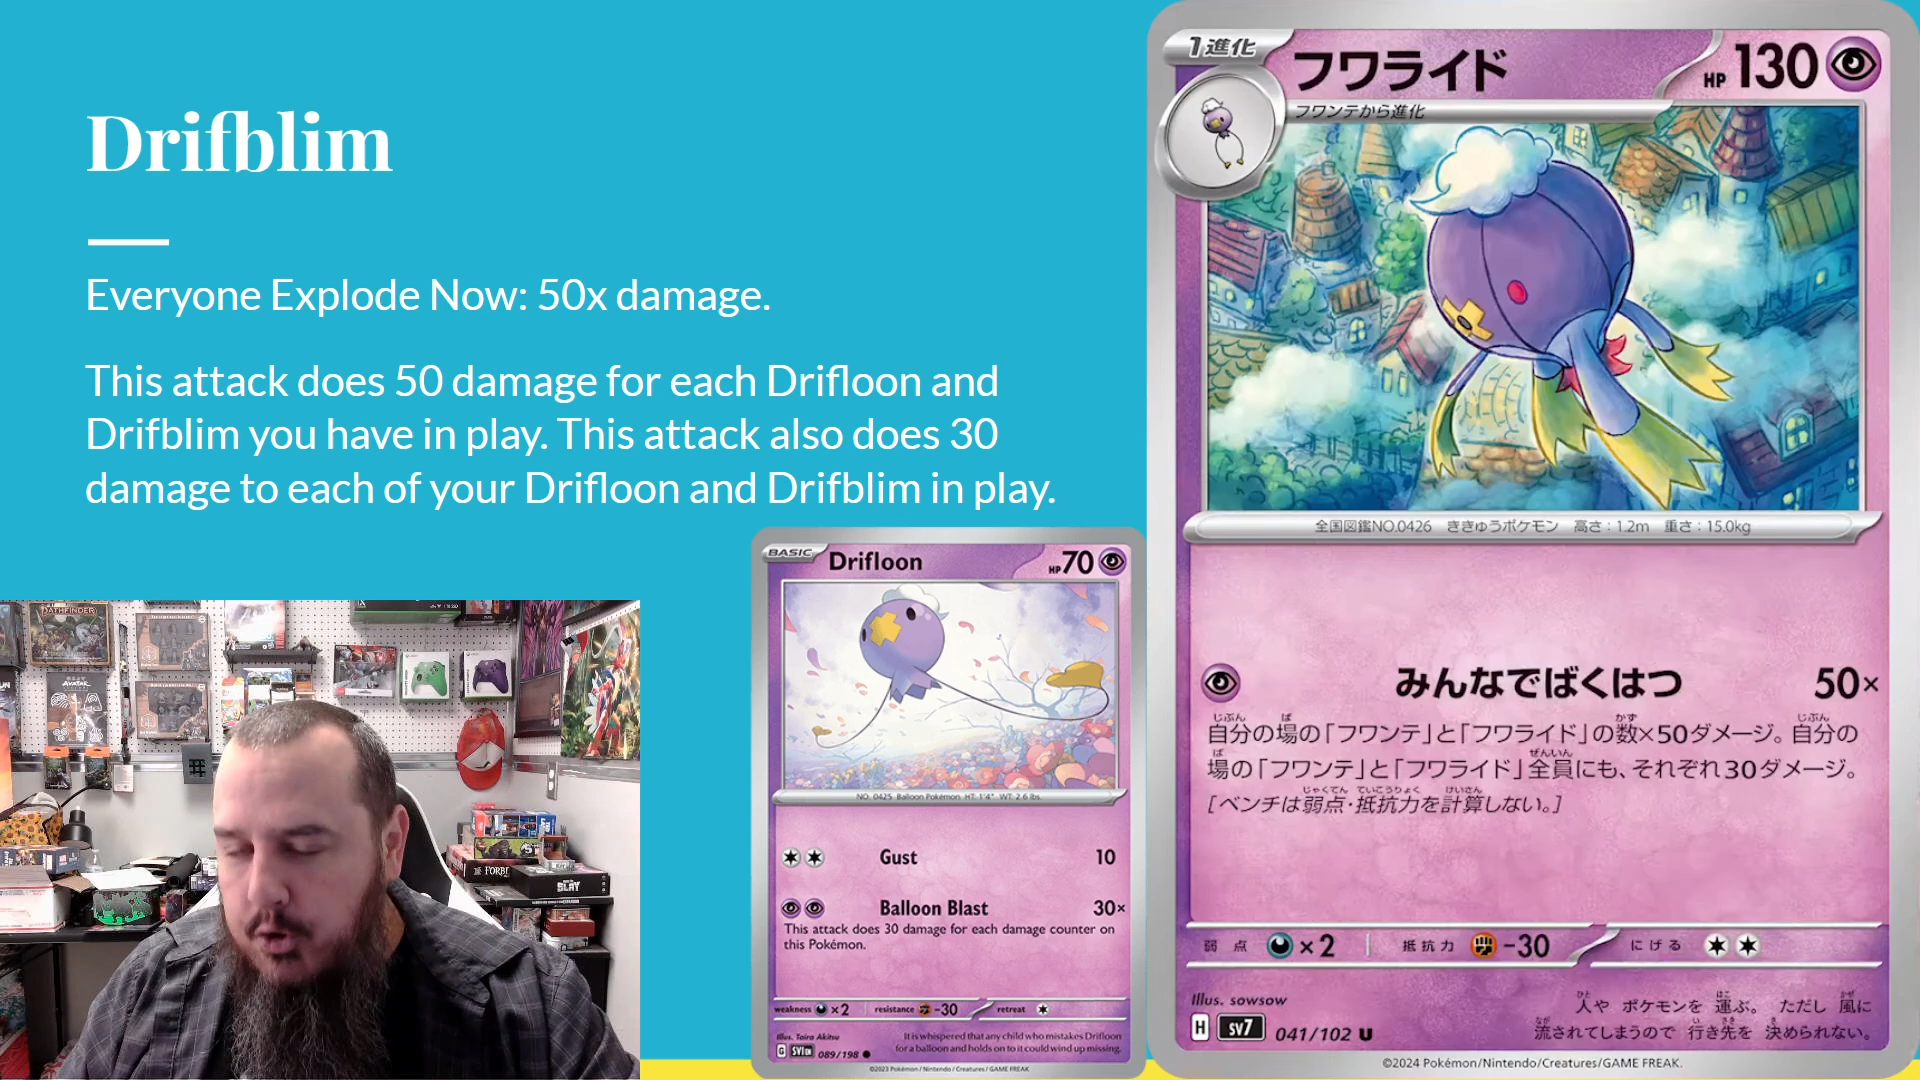 Drifblim
Everyone Explode Now: 50x damage.
This attack does 50 damage for each Drifloon and
Drifblim you have in play. This attack also does 30
damage to each of your Drifloon and Drifblim in play.
PATHFINDER
AVATAR
FORB
SLAY
BASIC
Drifloon
HP 70
NO. 0425 Balloon Pokémon HT: 1'4" WT: 2.6 lbs.
Gust 10
Balloon Blast 30×
This attack does 30 damage for each damage counter on
this Pokémon.
weakness ×2 resistance -30 retreat
Illus. Taira Akitsu
It is whispered that any child who mistakes Drifloon
for a balloon and holds on to it could wind up missing.
G SVI EN 089/198
©2023 Pokémon / Nintendo / Creatures / GAME FREAK
1進化
フワライド
HP 130
フワンテから進化
全国図鑑NO.0426 ききゅうポケモン 高さ：1.2m 重さ：15.0kg
みんなでばくはつ 50×
自分の場の「フワンテ」と「フワライド」の数×50ダメージ。自分の
場の「フワンテ」と「フワライド」全員にも、それぞれ30ダメージ。
［ベンチは弱点・抵抗力を計算しない。］
弱点 ×2 抵抗力 -30 にげる
Illus. sowsow
人や ポケモンを 運ぶ。 ただし 風に
流されてしまうので 行き先を 決められない。
H sv7 041/102 U
©2024 Pokémon/Nintendo/Creatures/GAME FREAK.